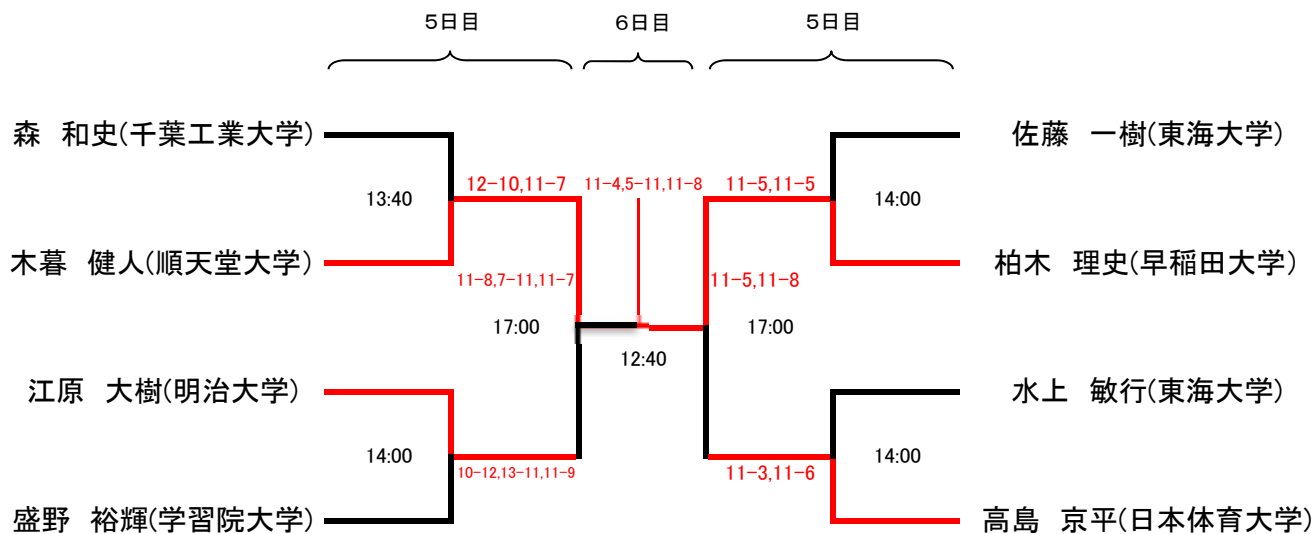 5日目 6日目 5日目
森 和史(千葉工業大学) 佐藤 一樹(東海大学)
12-10,11-7 11-4,5-11,11-8 11-5,11-5
13:40 14:00
木暮 健人(順天堂大学) 柏木 理史(早稲田大学)
11-8,7-11,11-7 11-5,11-8
17:00 17:00
12:40
江原 大樹(明治大学) 水上 敏行(東海大学)
14:00 14:00
10-12,13-11,11-9 11-3,11-6
盛野 裕輝(学習院大学) 高島 京平(日本体育大学)